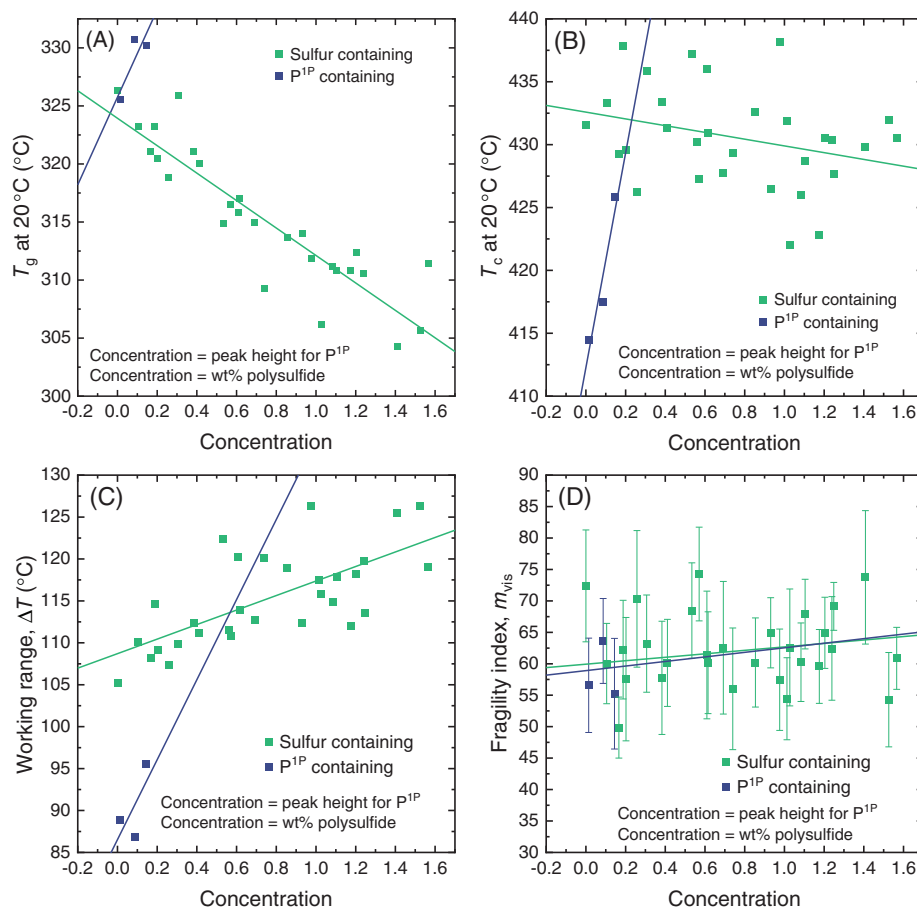 (A)
Sulfur containing
P1P containing
Tg at 20°C (°C)
330
325
320
315
310
305
300
Concentration = peak height for P1P
Concentration = wt% polysulfide
-0.2 0.0 0.2 0.4 0.6 0.8 1.0 1.2 1.4 1.6
Concentration
(B)
Tc at 20°C (°C)
440
435
430
425
420
415
410
Sulfur containing
P1P containing
Concentration = peak height for P1P
Concentration = wt% polysulfide
-0.2 0.0 0.2 0.4 0.6 0.8 1.0 1.2 1.4 1.6
Concentration
(C)
Working range, ΔT (°C)
130
125
120
115
110
105
100
95
90
85
Sulfur containing
P1P containing
Concentration = peak height for P1P
Concentration = wt% polysulfide
-0.2 0.0 0.2 0.4 0.6 0.8 1.0 1.2 1.4 1.6
Concentration
(D)
Fragility index, mvis
90
85
80
75
70
65
60
55
50
45
40
35
30
Sulfur containing
P1P containing
Concentration = peak height for P1P
Concentration = wt% polysulfide
-0.2 0.0 0.2 0.4 0.6 0.8 1.0 1.2 1.4 1.6
Concentration